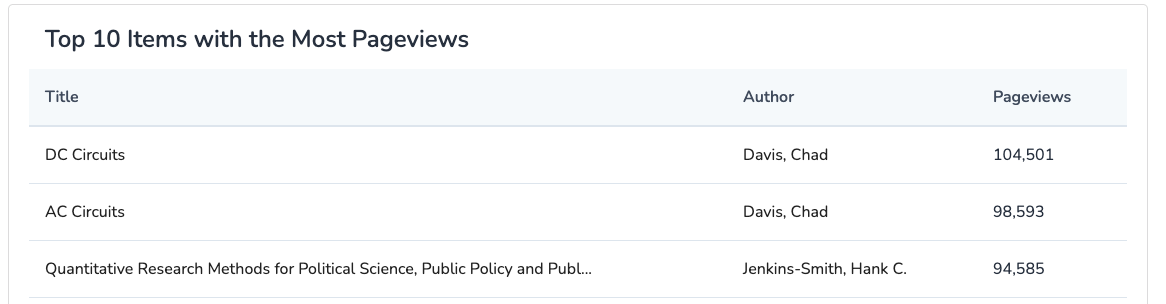 Top 10 Items with the Most Pageviews
Title Author Pageviews
DC Circuits Davis, Chad 104,501
AC Circuits Davis, Chad 98,593
Quantitative Research Methods for Political Science, Public Policy and Publ... Jenkins-Smith, Hank C. 94,585